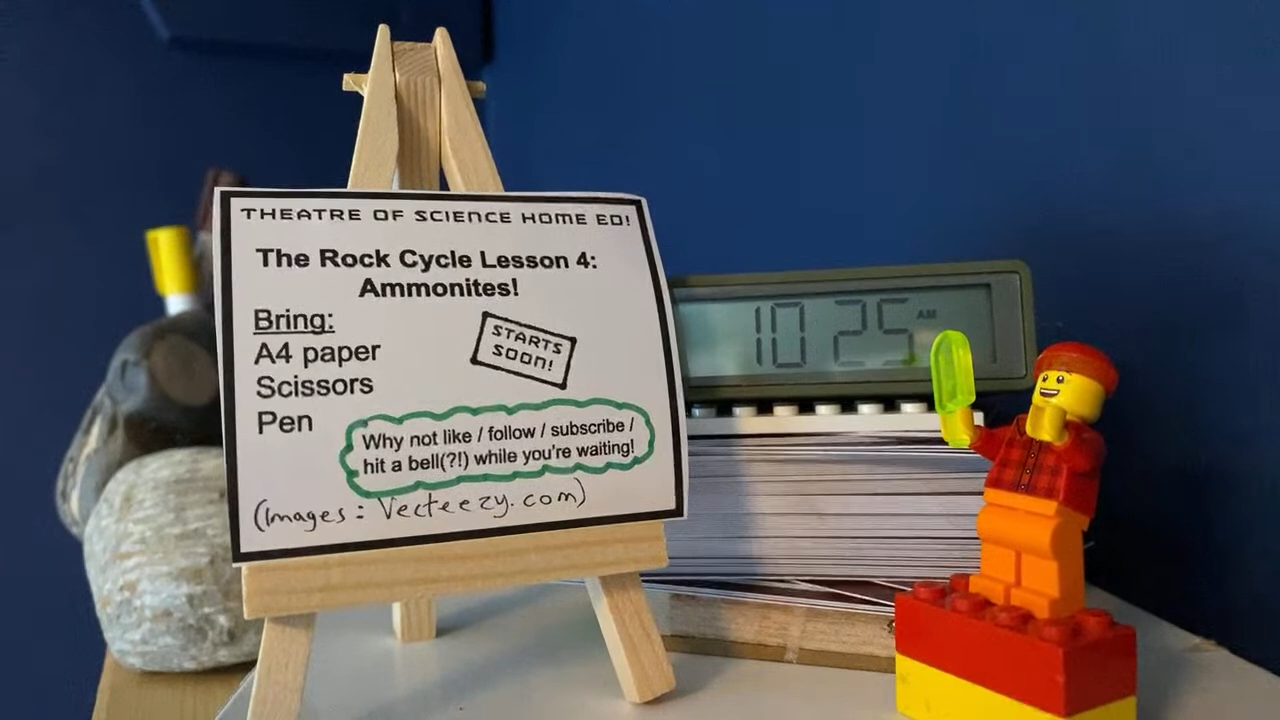 THEATRE OF SCIENCE HOME ED!
The Rock Cycle Lesson 4:
Ammonites!
Bring:
A4 paper
Scissors
Pen
STARTS
SOON!
Why not like / follow / subscribe /
hit a bell(?!) while you're waiting!
(Images: Vecteezy.com)
10 25 AM